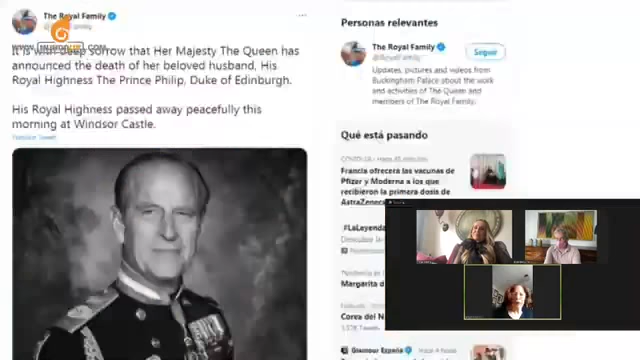 The Royal Family
It is with deep sorrow that Her Majesty The Queen has
announced the death of her beloved husband, His
Royal Highness The Prince Philip, Duke of Edinburgh.
His Royal Highness passed away peacefully this
morning at Windsor Castle.
Personas relevantes
The Royal Family
Seguir
Updates, pictures and videos from
Buckingham Palace about the work
and activities of The Queen and
members of The Royal Family.
Qué está pasando
Francia ofrecerá las vacunas de
Pfizer y Moderna a los que
recibieron la primera dosis de
#LaLeyenda
Tendencia en
Margarita d
Corea del N
Glamour España